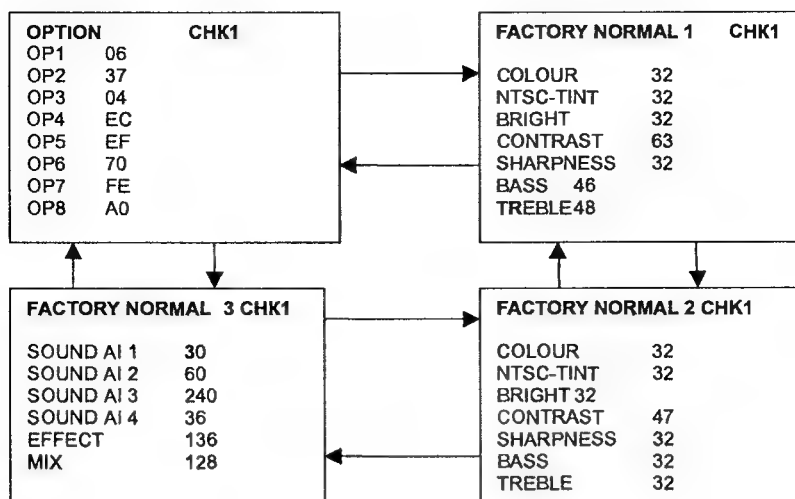 OPTION CHK1
OP1 06
OP2 37
OP3 04
OP4 EC
OP5 EF
OP6 70
OP7 FE
OP8 A0
FACTORY NORMAL 1 CHK1
COLOUR 32
NTSC-TINT 32
BRIGHT 32
CONTRAST 63
SHARPNESS 32
BASS 46
TREBLE48
FACTORY NORMAL 3 CHK1
SOUND AI 1 30
SOUND AI 2 60
SOUND AI 3 240
SOUND AI 4 36
EFFECT 136
MIX 128
FACTORY NORMAL 2 CHK1
COLOUR 32
NTSC-TINT 32
BRIGHT 32
CONTRAST 47
SHARPNESS 32
BASS 32
TREBLE 32